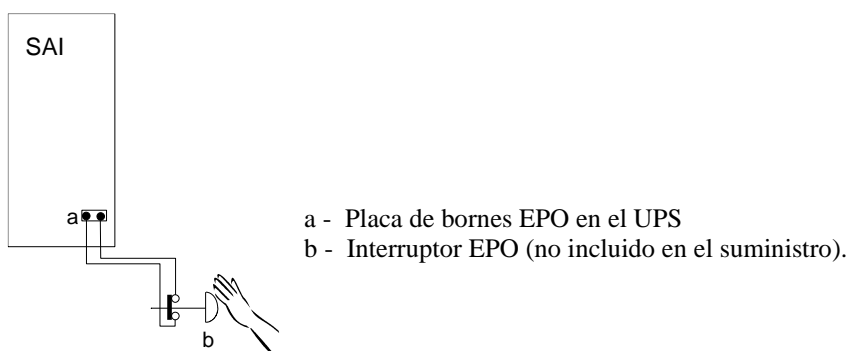 SAI
a
a - Placa de bornes EPO en el UPS
b - Interruptor EPO (no incluido en el suministro).
b